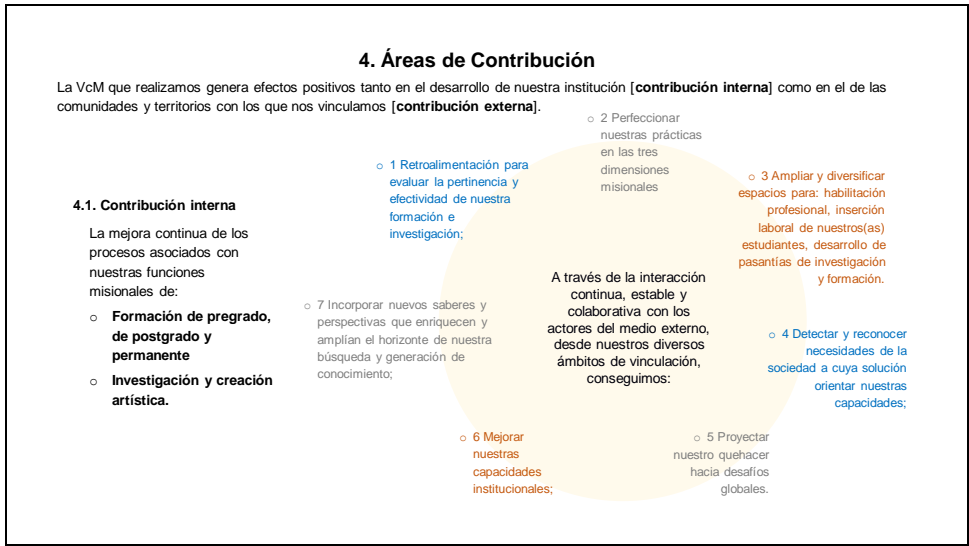 4. Áreas de Contribución
La VcM que realizamos genera efectos positivos tanto en el desarrollo de nuestra institución [contribución interna] como en el de las
comunidades y territorios con los que nos vinculamos [contribución externa].
4.1. Contribución interna
La mejora continua de los
procesos asociados con
nuestras funciones
misionales de:
o Formación de pregrado,
de postgrado y
permanente
o Investigación y creación
artística.
A través de la interacción
continua, estable y
colaborativa con los
actores del medio externo,
desde nuestros diversos
ámbitos de vinculación,
conseguimos:
o 1 Retroalimentación para
evaluar la pertinencia y
efectividad de nuestra
formación e
investigación;
o 2 Perfeccionar
nuestras prácticas
en las tres
dimensiones
misionales
o 3 Ampliar y diversificar
espacios para: habilitación
profesional, inserción
laboral de nuestros(as)
estudiantes, desarrollo de
pasantías de investigación
y formación.
o 4 Detectar y reconocer
necesidades de la
sociedad a cuya solución
orientar nuestras
capacidades;
o 5 Proyectar
nuestro quehacer
hacia desafíos
globales.
o 6 Mejorar
nuestras
capacidades
institucionales;
o 7 Incorporar nuevos saberes y
perspectivas que enriquecen y
amplían el horizonte de nuestra
búsqueda y generación de
conocimiento;